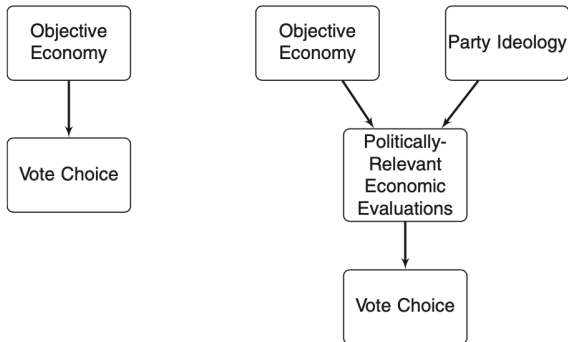 Objective
Economy
Vote Choice
Objective
Economy
Party Ideology
Politically-
Relevant
Economic
Evaluations
Vote Choice